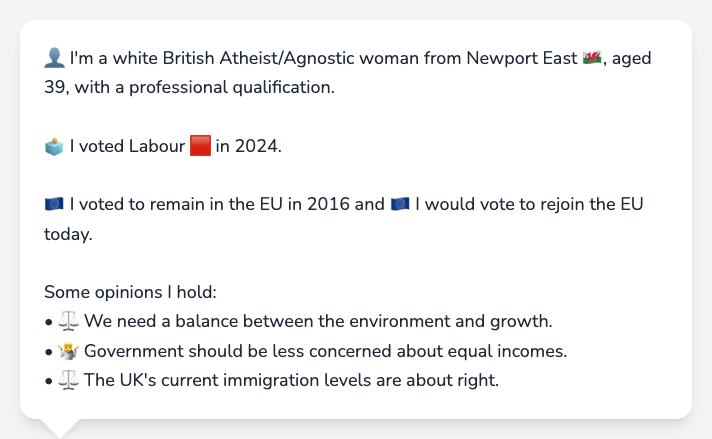 👤 I'm a white British Atheist/Agnostic woman from Newport East 🏴󠁧󠁢󠁷󠁬󠁳󠁿, aged
39, with a professional qualification.
🗳️ I voted Labour 🟥 in 2024.
🇪🇺 I voted to remain in the EU in 2016 and 🇪🇺 I would vote to rejoin the EU
today.
Some opinions I hold:
• ⚖️ We need a balance between the environment and growth.
• 🤷 Government should be less concerned about equal incomes.
• ⚖️ The UK's current immigration levels are about right.